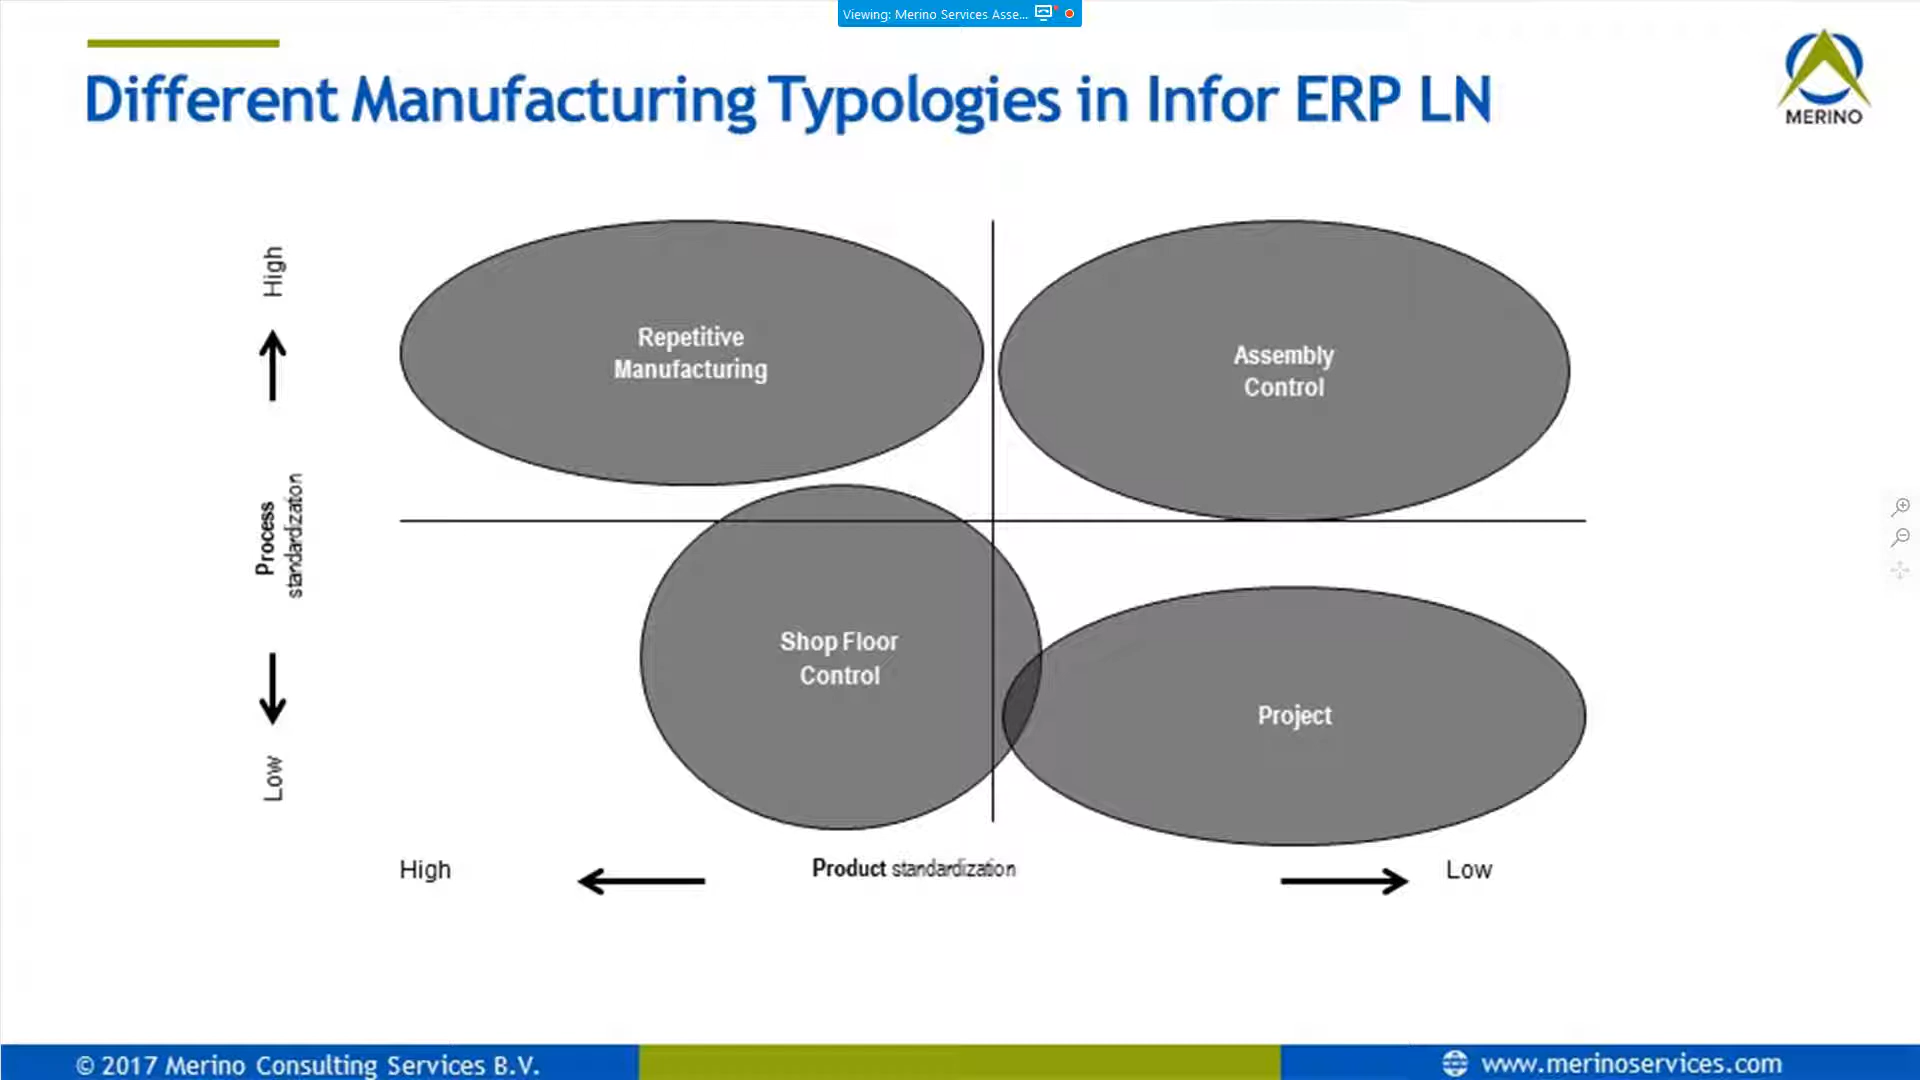 Viewing: Merino Services Asse...
Different Manufacturing Typologies in Infor ERP LN
MERINO
High
Repetitive
Manufacturing
Assembly
Control
Process
standardization
Shop Floor
Control
Project
Low
High
Product standardization
Low
© 2017 Merino Consulting Services B.V.
www.merinoservices.com